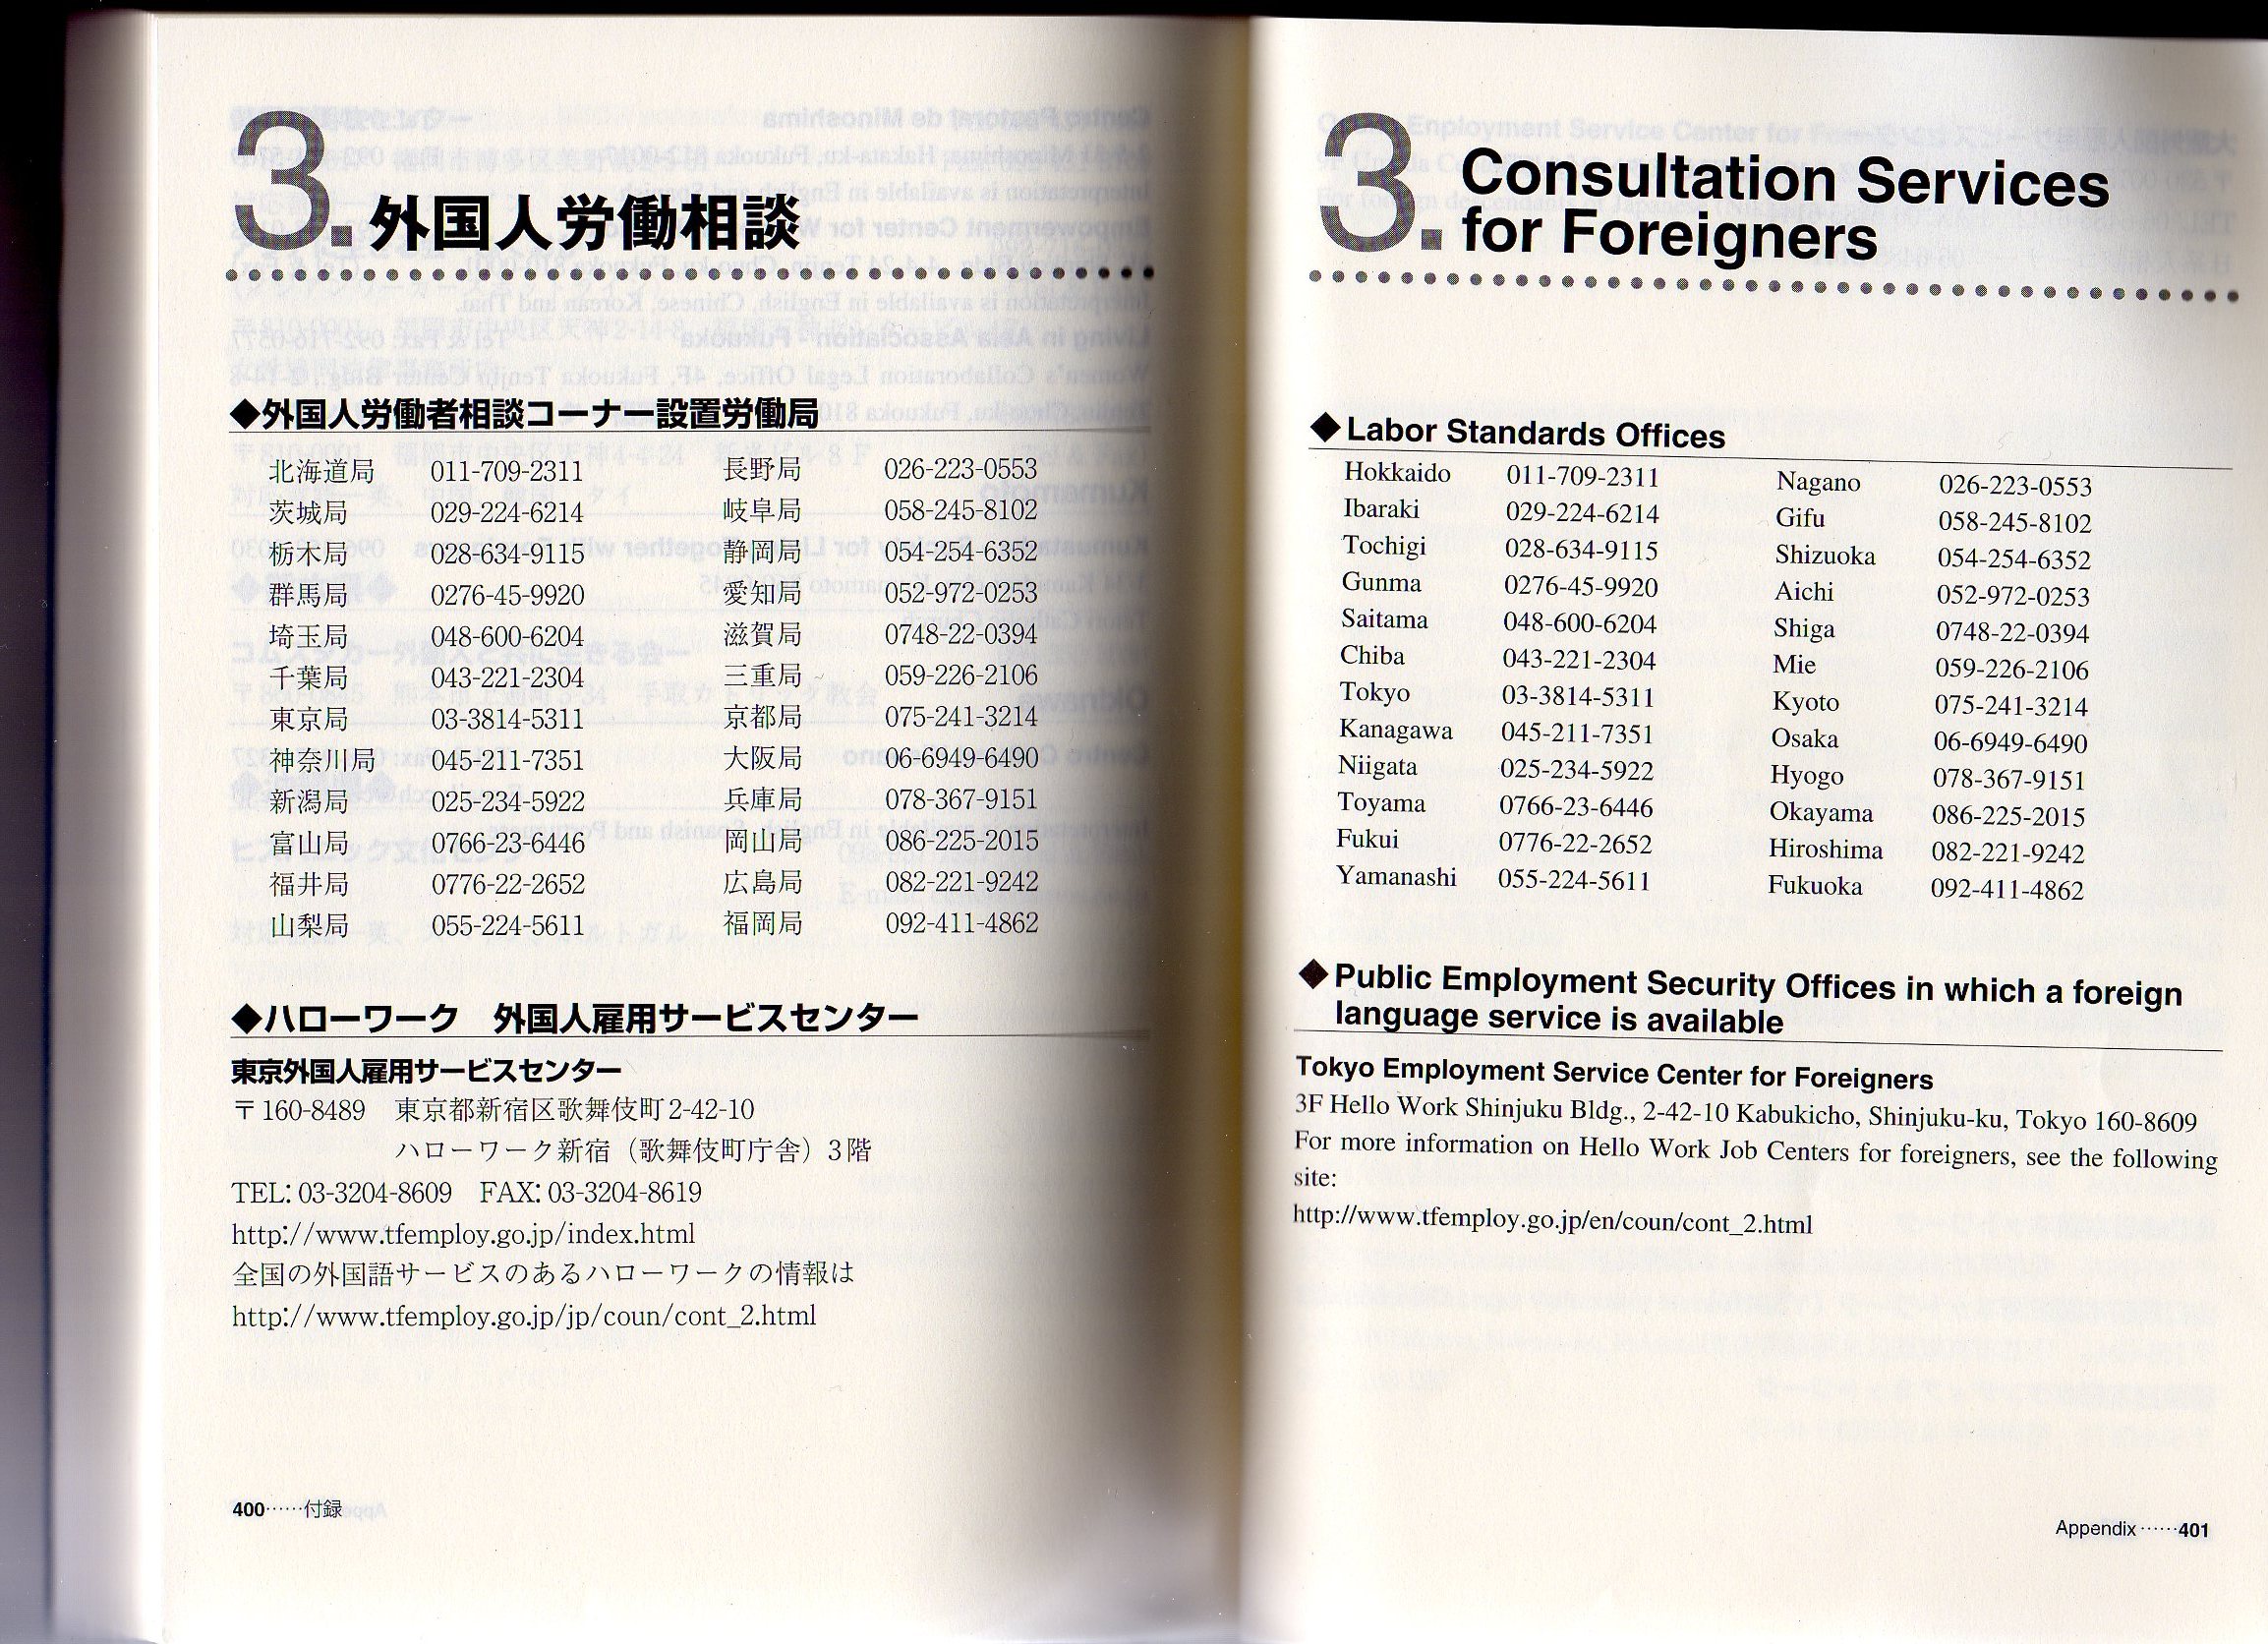 3. 外国人労働相談
◆外国人労働者相談コーナー設置労働局
北海道局 011-709-2311 長野局 026-223-0553
茨城局 029-224-6214 岐阜局 058-245-8102
栃木局 028-634-9115 静岡局 054-254-6352
群馬局 0276-45-9920 愛知局 052-972-0253
埼玉局 048-600-6204 滋賀局 0748-22-0394
千葉局 043-221-2304 三重局 059-226-2106
東京局 03-3814-5311 京都局 075-241-3214
神奈川局 045-211-7351 大阪局 06-6949-6490
新潟局 025-234-5922 兵庫局 078-367-9151
富山局 0766-23-6446 岡山局 086-225-2015
福井局 0776-22-2652 広島局 082-221-9242
山梨局 055-224-5611 福岡局 092-411-4862
◆ハローワーク 外国人雇用サービスセンター
東京外国人雇用サービスセンター
〒160-8489 東京都新宿区歌舞伎町2-42-10
ハローワーク新宿（歌舞伎町庁舎）3階
TEL: 03-3204-8609 FAX: 03-3204-8619
http://www.tfemploy.go.jp/index.html
全国の外国語サービスのあるハローワークの情報は
http://www.tfemploy.go.jp/jp/coun/cont_2.html
400……付録
3. Consultation Services
for Foreigners
◆Labor Standards Offices
Hokkaido 011-709-2311 Nagano 026-223-0553
Ibaraki 029-224-6214 Gifu 058-245-8102
Tochigi 028-634-9115 Shizuoka 054-254-6352
Gunma 0276-45-9920 Aichi 052-972-0253
Saitama 048-600-6204 Shiga 0748-22-0394
Chiba 043-221-2304 Mie 059-226-2106
Tokyo 03-3814-5311 Kyoto 075-241-3214
Kanagawa 045-211-7351 Osaka 06-6949-6490
Niigata 025-234-5922 Hyogo 078-367-9151
Toyama 0766-23-6446 Okayama 086-225-2015
Fukui 0776-22-2652 Hiroshima 082-221-9242
Yamanashi 055-224-5611 Fukuoka 092-411-4862
◆Public Employment Security Offices in which a foreign
language service is available
Tokyo Employment Service Center for Foreigners
3F Hello Work Shinjuku Bldg., 2-42-10 Kabukicho, Shinjuku-ku, Tokyo 160-8609
For more information on Hello Work Job Centers for foreigners, see the following
site:
http://www.tfemploy.go.jp/en/coun/cont_2.html
Appendix……401